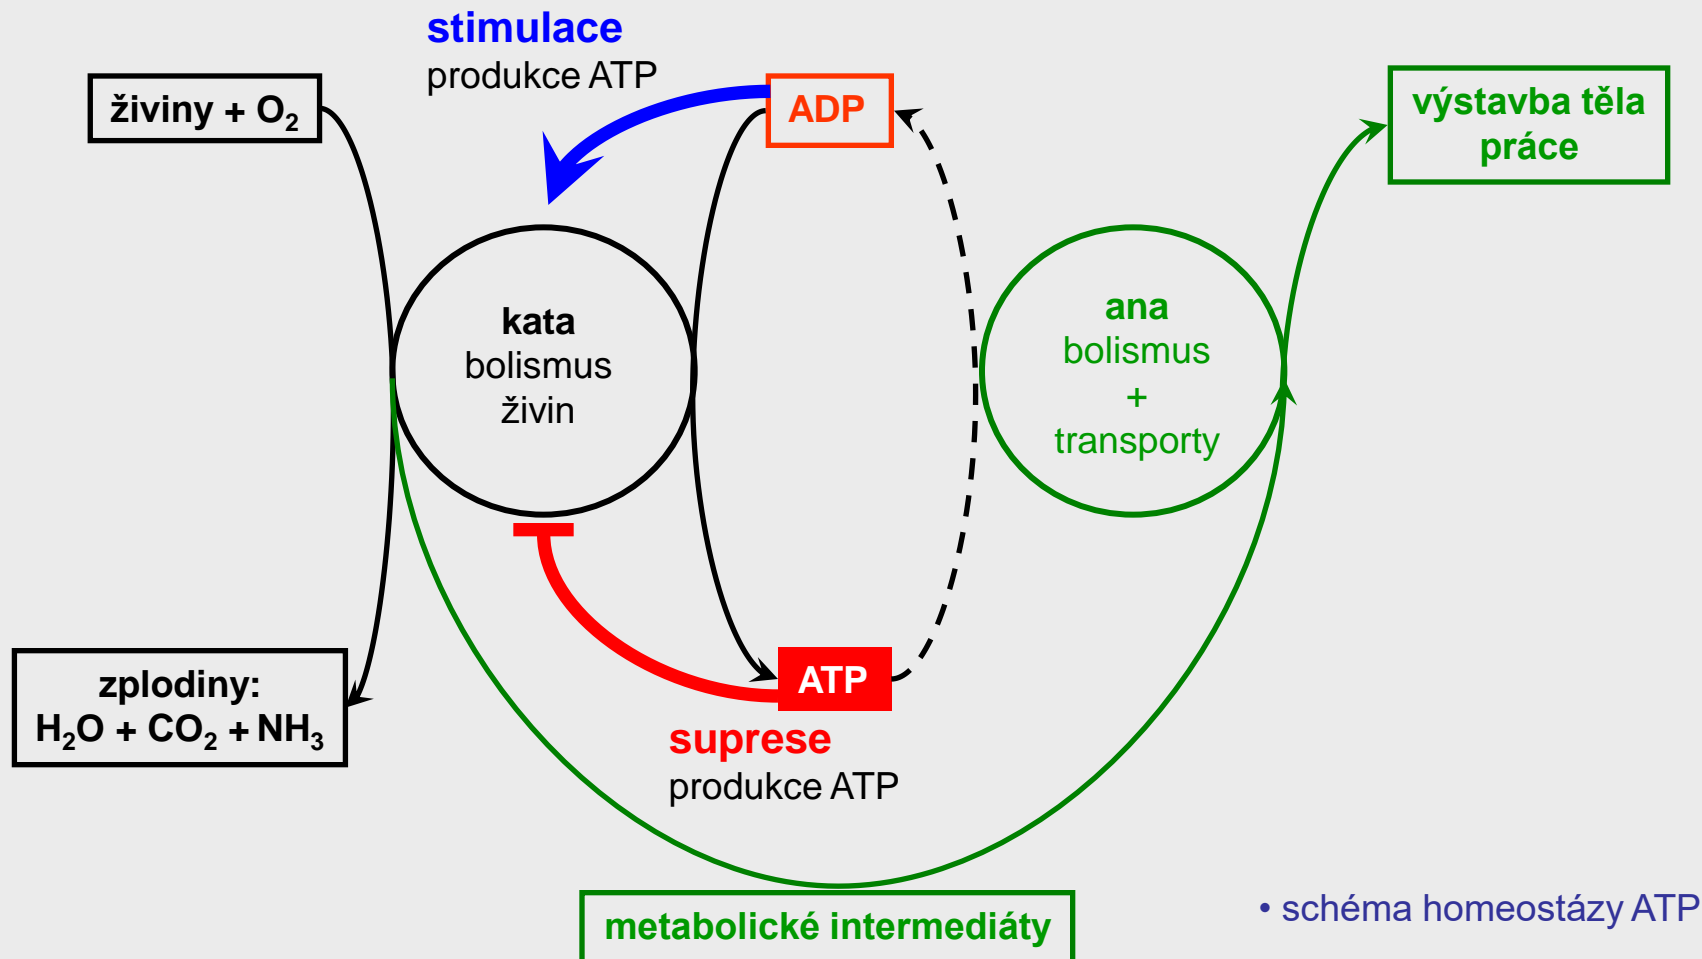 stimulace
produkce ATP
živiny + O₂
ADP
výstavba těla
práce
kata
bolismus
živin
ana
bolismus
+
transporty
zplodiny:
H₂O + CO₂ + NH₃
ATP
suprese
produkce ATP
metabolické intermediáty
• schéma homeostázy ATP